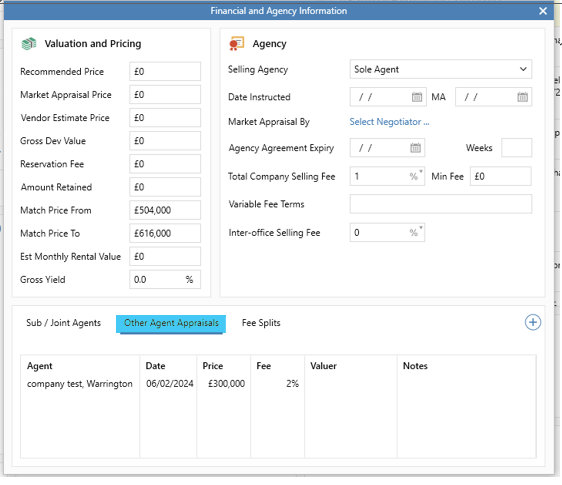 Financial and Agency Information
Valuation and Pricing
Recommended Price £0
Market Appraisal Price £0
Vendor Estimate Price £0
Gross Dev Value £0
Reservation Fee £0
Amount Retained £0
Match Price From £504,000
Match Price To £616,000
Est Monthly Rental Value £0
Gross Yield 0.0 %
Agency
Selling Agency Sole Agent
Date Instructed / / MA / /
Market Appraisal By Select Negotiator ...
Agency Agreement Expiry / / Weeks
Total Company Selling Fee 1 %* Min Fee £0
Variable Fee Terms
Inter-office Selling Fee 0 %*
Sub / Joint Agents Other Agent Appraisals Fee Splits
Agent Date Price Fee Valuer Notes
company test, Warrington 06/02/2024 £300,000 2%